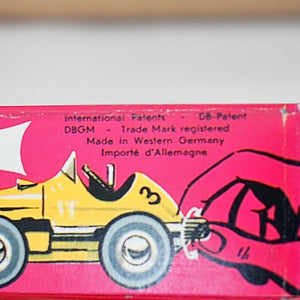 International Patents - DB-Patent
DBGM - Trade Mark registered
Made in Western Germany
Importé d'Allemagne
3